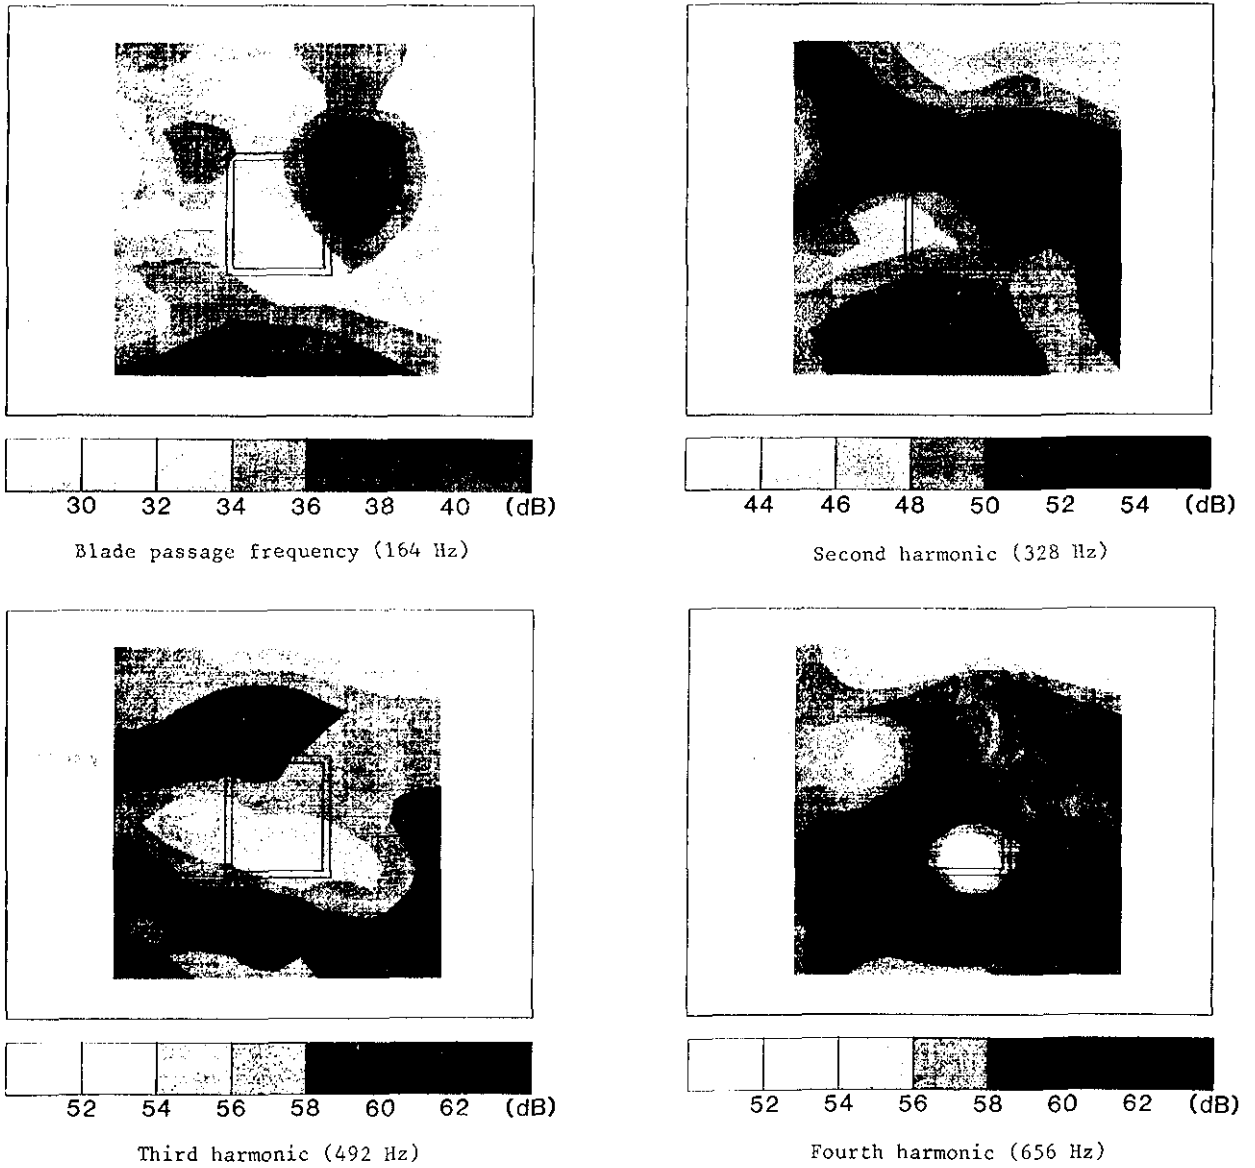 30 32 34 36 38 40 (dB)
Blade passage frequency (164 Hz)
44 46 48 50 52 54 (dB)
Second harmonic (328 Hz)
52 54 56 58 60 62 (dB)
Third harmonic (492 Hz)
52 54 56 58 60 62 (dB)
Fourth harmonic (656 Hz)